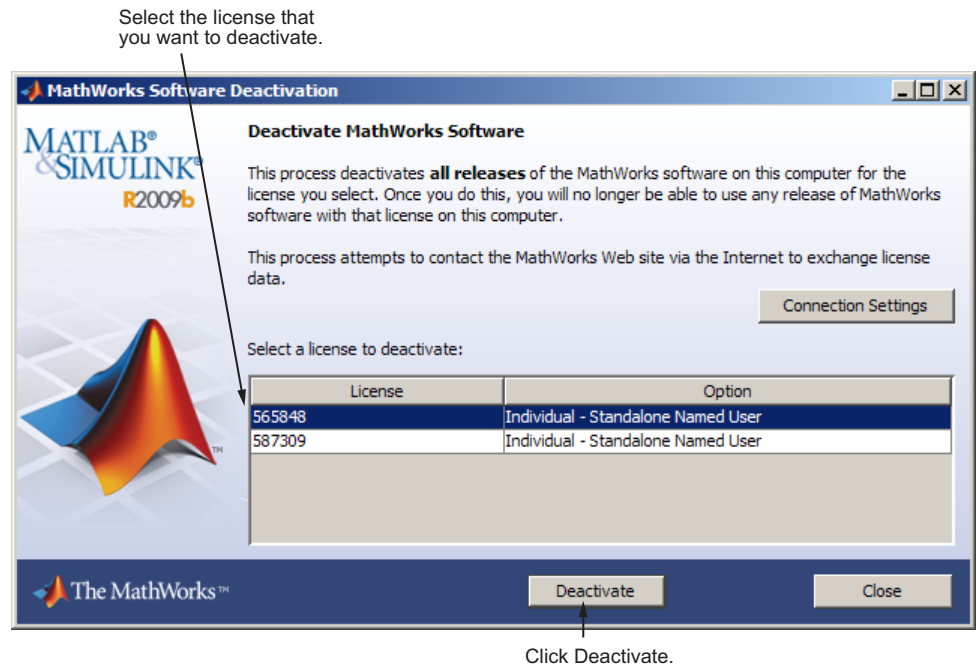 Select the license that
you want to deactivate.
MathWorks Software Deactivation
MATLAB®
&SIMULINK®
R2009b
Deactivate MathWorks Software
This process deactivates all releases of the MathWorks software on this computer for the
license you select. Once you do this, you will no longer be able to use any release of MathWorks
software with that license on this computer.
This process attempts to contact the MathWorks Web site via the Internet to exchange license
data.
Connection Settings
Select a license to deactivate:
License Option
565848 Individual - Standalone Named User
587309 Individual - Standalone Named User
TM
The MathWorks™
Deactivate Close
Click Deactivate.